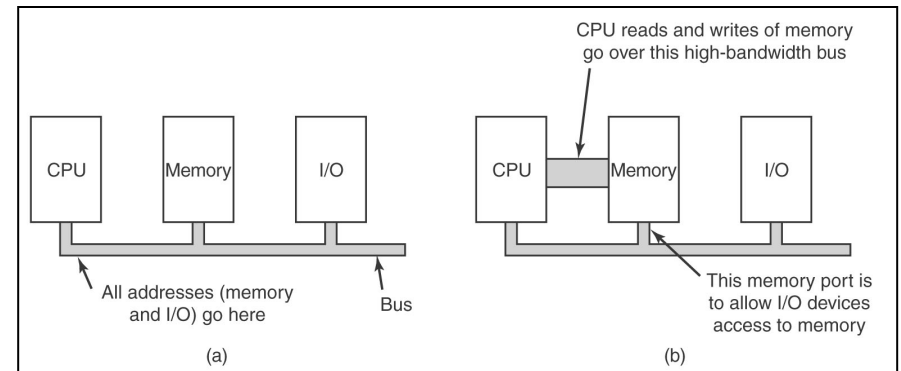 CPU
Memory
I/O
All addresses (memory
and I/O) go here
Bus
(a)
CPU reads and writes of memory
go over this high-bandwidth bus
CPU
Memory
I/O
This memory port is
to allow I/O devices
access to memory
(b)